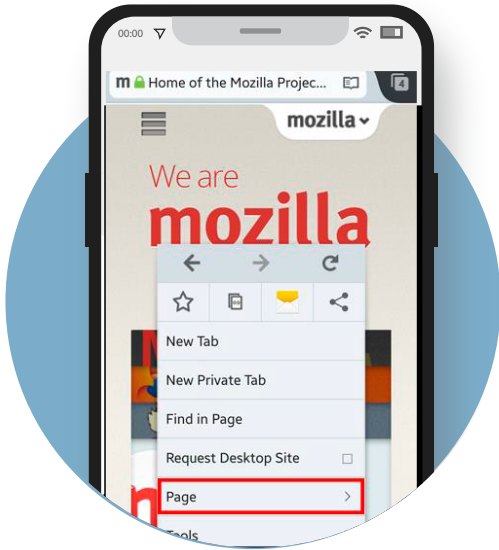 00:00
m Home of the Mozilla Projec...
4
mozilla
We are
mozilla
New Tab
New Private Tab
Find in Page
Request Desktop Site
Page
Tools